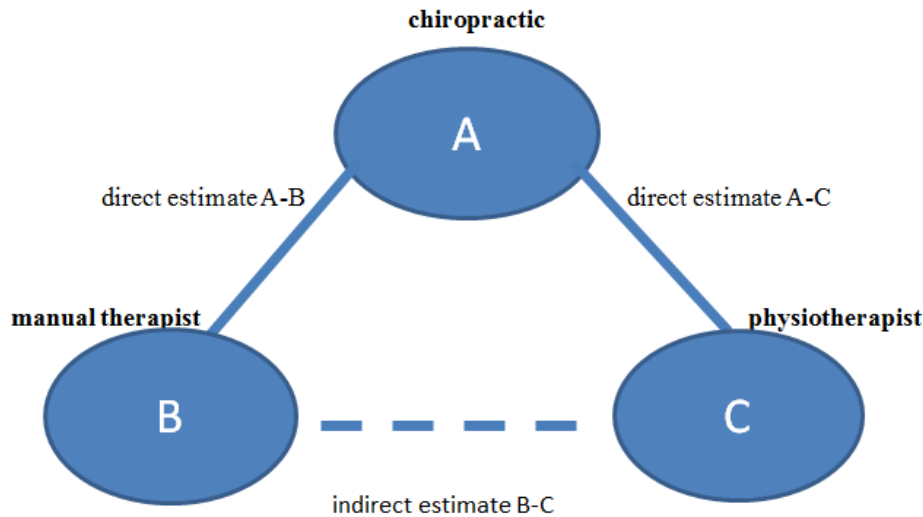 chiropractic
A
direct estimate A-B
direct estimate A-C
manual therapist
physiotherapist
B
C
indirect estimate B-C